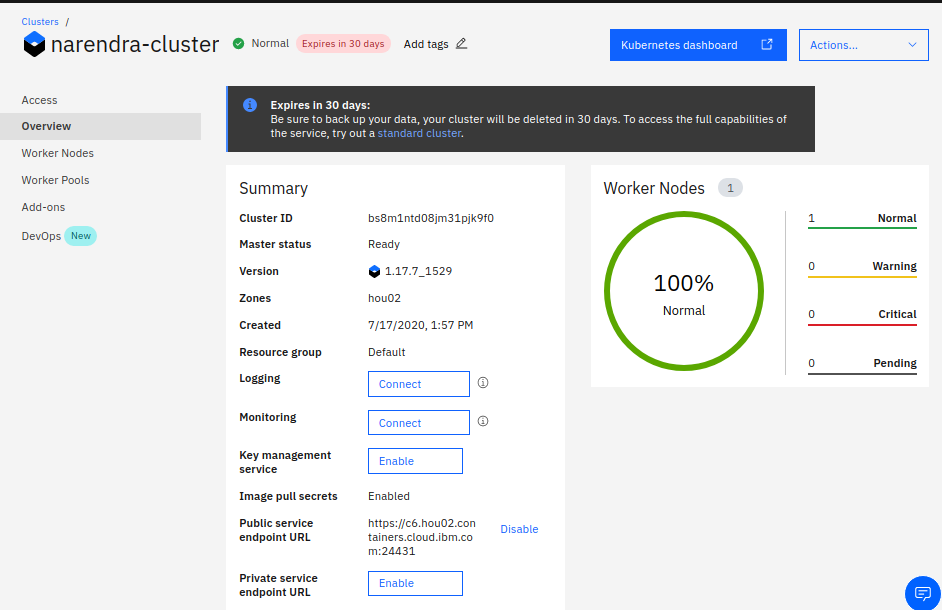 Clusters /
narendra-cluster Normal Expires in 30 days Add tags
Kubernetes dashboard Actions...
Access
Overview
Worker Nodes
Worker Pools
Add-ons
DevOps New
Expires in 30 days:
Be sure to back up your data, your cluster will be deleted in 30 days. To access the full capabilities of
the service, try out a standard cluster.
Summary
Cluster ID bs8m1ntd08jm31pjk9f0
Master status Ready
Version 1.17.7_1529
Zones hou02
Created 7/17/2020, 1:57 PM
Resource group Default
Logging Connect
Monitoring Connect
Key management
service Enable
Image pull secrets Enabled
Public service
endpoint URL
https://c6.hou02.con
tainers.cloud.ibm.co
m:24431
Disable
Private service
endpoint URL Enable
Worker Nodes 1
100%
Normal
1 Normal
0 Warning
0 Critical
0 Pending